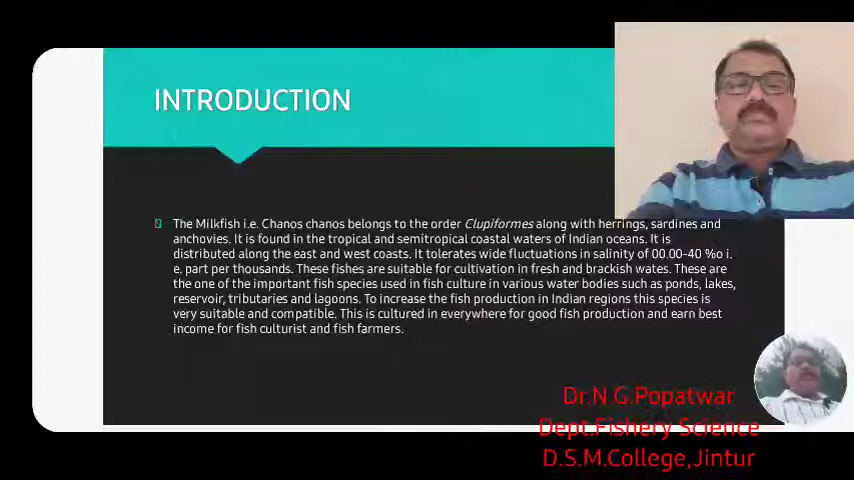 INTRODUCTION
The Milkfish i.e. Chanos chanos belongs to the order Clupiformes along with herrings, sardines and
anchovies. It is found in the tropical and semitropical coastal waters of Indian oceans. It is
distributed along the east and west coasts. It tolerates wide fluctuations in salinity of 00.00-40 ‰ i.
e. part per thousands. These fishes are suitable for cultivation in fresh and brackish wates. These are
the one of the important fish species used in fish culture in various water bodies such as ponds, lakes,
reservoir, tributaries and lagoons. To increase the fish production in Indian regions this species is
very suitable and compatible. This is cultured in everywhere for good fish production and earn best
income for fish culturist and fish farmers.
Dr.N.G.Popatwar
Dept.Fishery Science
D.S.M.College,Jintur